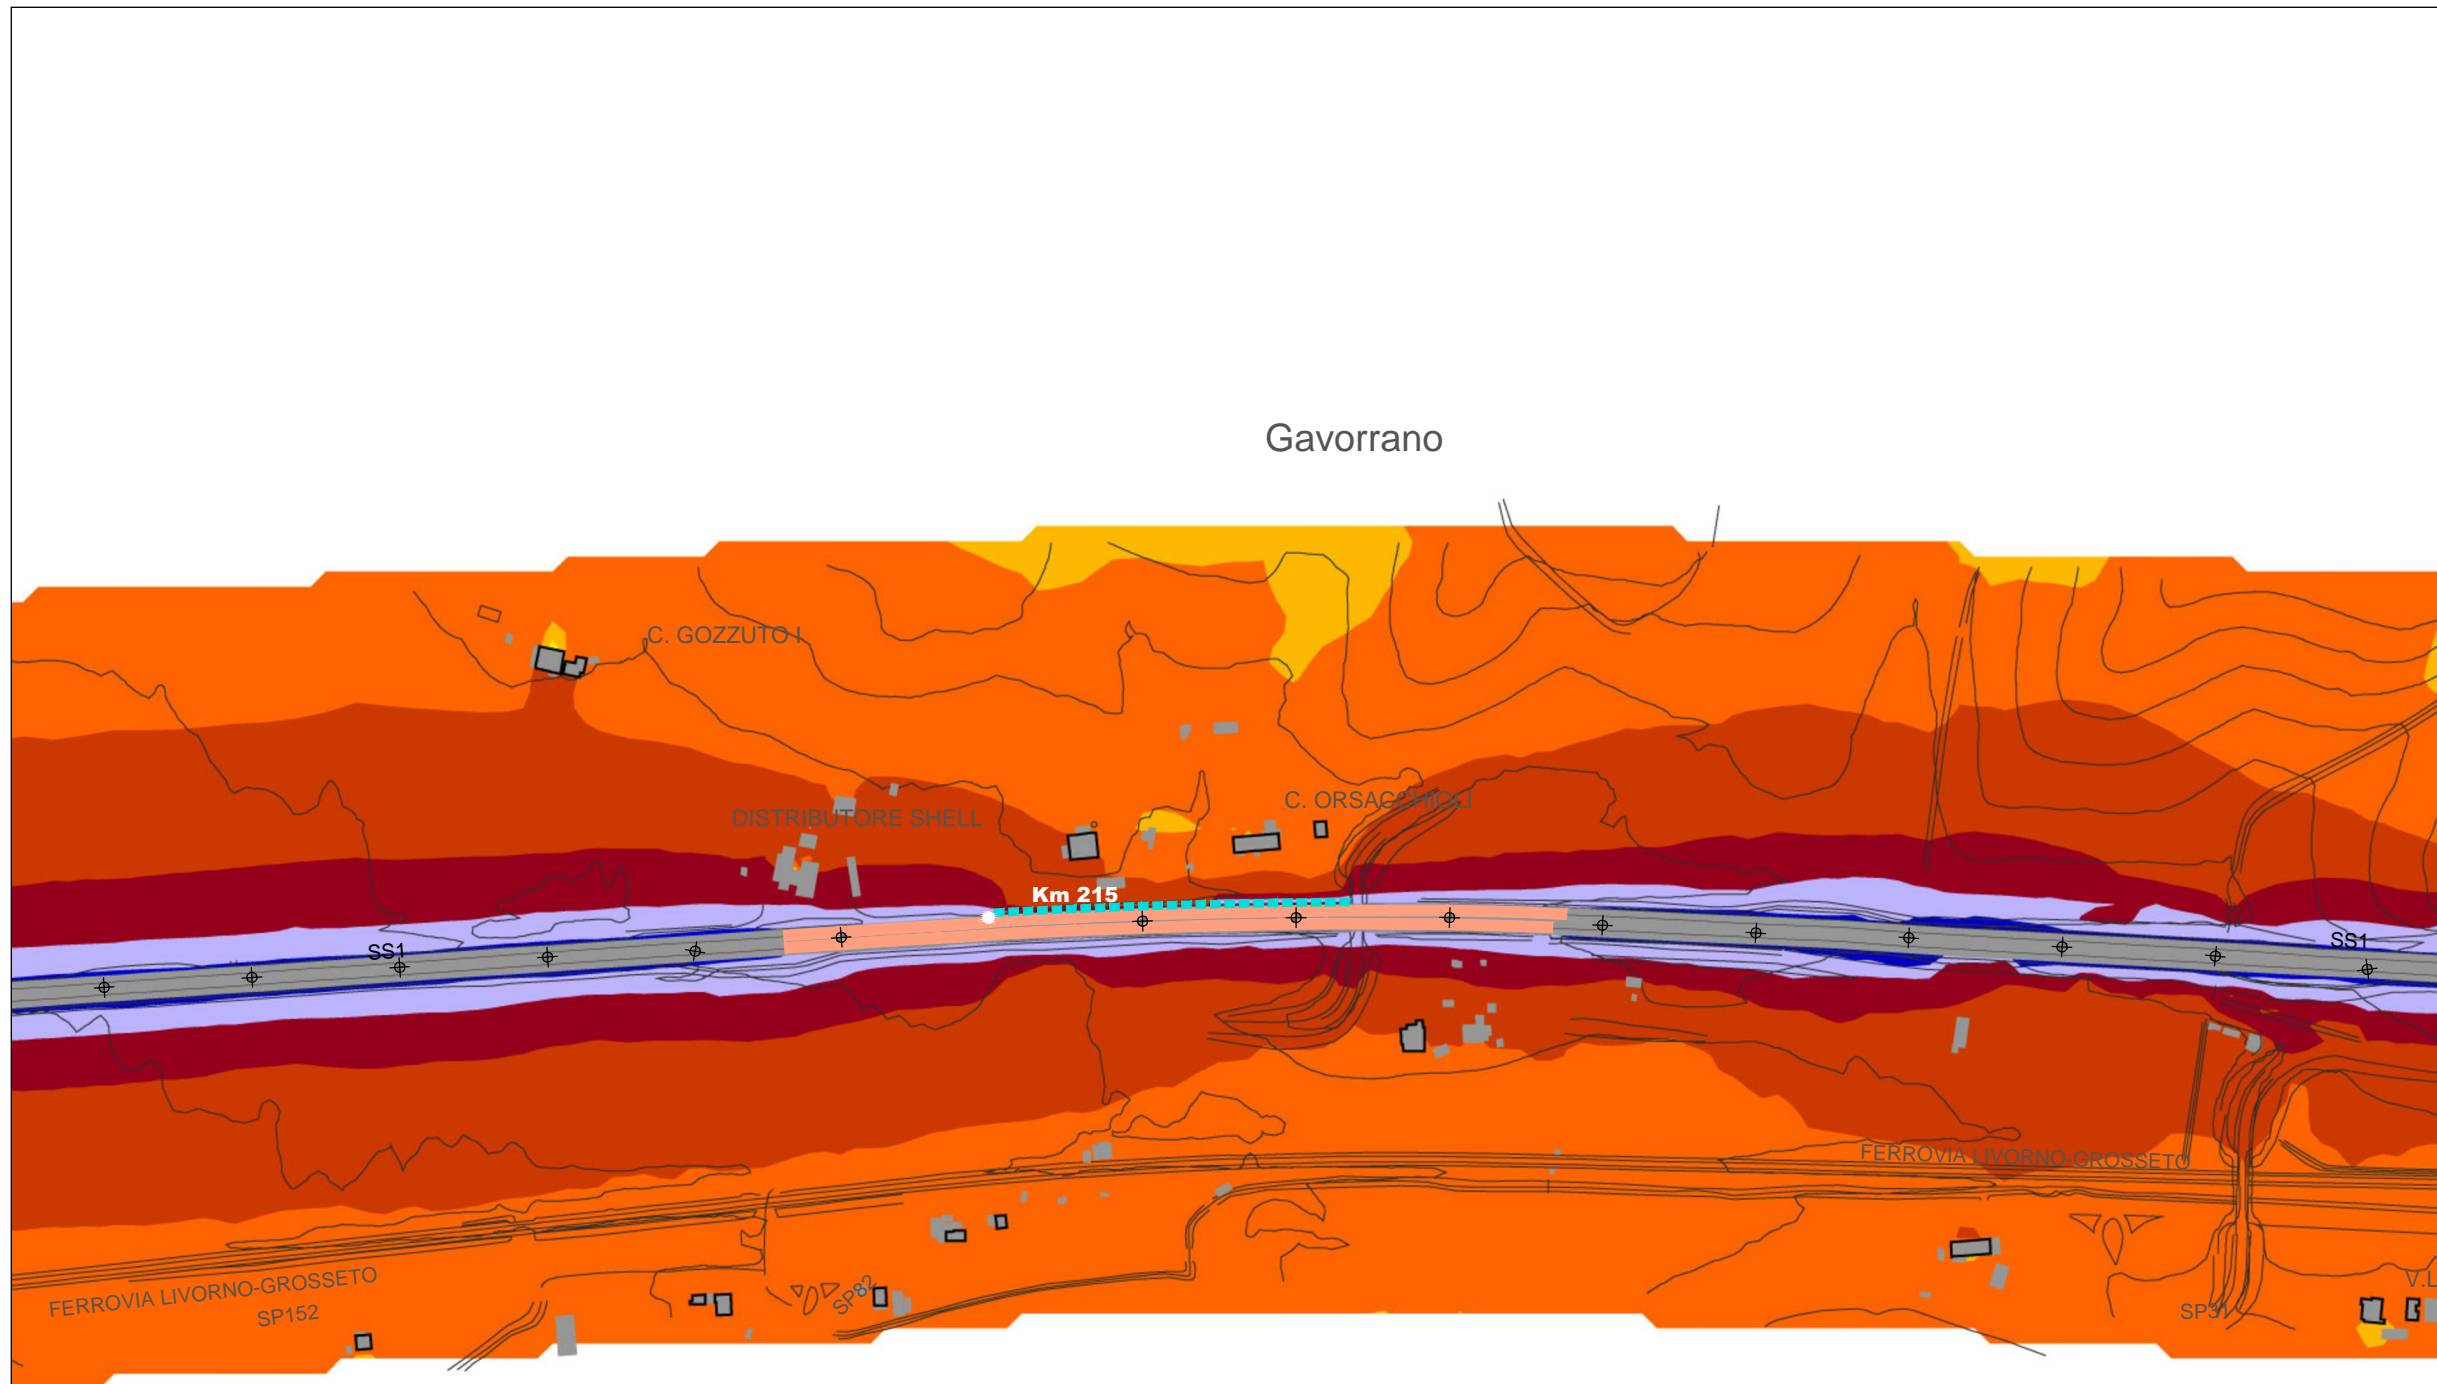 Gavorrano
C. GOZZUTO I
C. ORSACCHIOLI
DISTRIBUTORE SHELL
Km 215
SS1
SS1
FERROVIA LIVORNO-GROSSETO
FERROVIA LIVORNO-GROSSETO
SP152
SP82
SP31
V.L